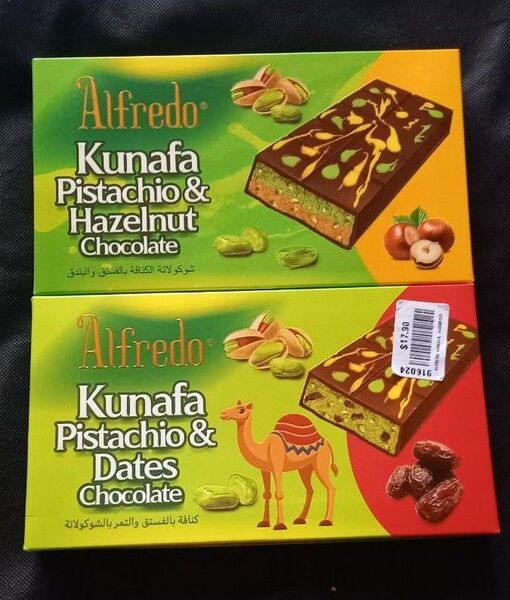 Alfredo®
Kunafa
Pistachio &
Hazelnut
Chocolate
شوكولاتة الكنافة بالفستق والبندق
Alfredo®
Kunafa
Pistachio &
Dates
Chocolate
كنافة بالفستق والتمر بالشوكولاتة
$17.90
916024